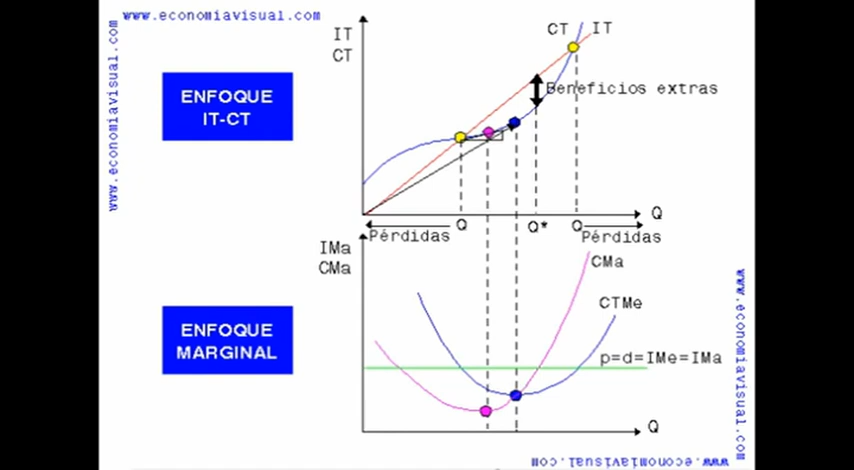 www.economiavisual.com
www.economiavisual.com
ENFOQUE
IT-CT
IT
CT
CT
IT
Beneficios extras
Q
Pérdidas
Q
Q*
Q
Pérdidas
IMa
CMa
ENFOQUE
MARGINAL
CMa
CTMe
p=d=IMe=IMa
Q
www.economiavisual.com
www.economiavisual.com